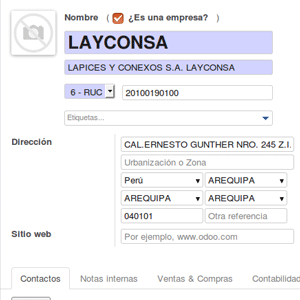 Nombre ( ¿Es una empresa? )
LAYCONSA
LAPICES Y CONEXOS S.A. LAYCONSA
6 - RUC 20100190100
Etiquetas...
Dirección CAL.ERNESTO GUNTHER NRO. 245 Z.I.
Urbanización o Zona
Perú AREQUIPA
AREQUIPA AREQUIPA
040101 Otra referencia
Sitio web Por ejemplo, www.odoo.com
Contactos Notas internas Ventas & Compras Contabilidad